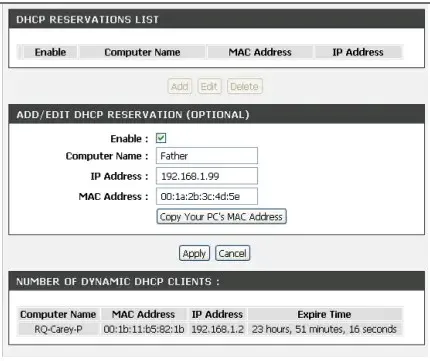 DHCP RESERVATIONS LIST
Enable Computer Name MAC Address IP Address
Add Edit Delete
ADD/EDIT DHCP RESERVATION (OPTIONAL)
Enable :
Computer Name : Father
IP Address : 192.168.1.99
MAC Address : 00:1a:2b:3c:4d:5e
Copy Your PC's MAC Address
Apply Cancel
NUMBER OF DYNAMIC DHCP CLIENTS :
Computer Name MAC Address IP Address Expire Time
RQ-Carey-P 00:1b:11:b5:82:1b 192.168.1.2 23 hours, 51 minutes, 16 seconds